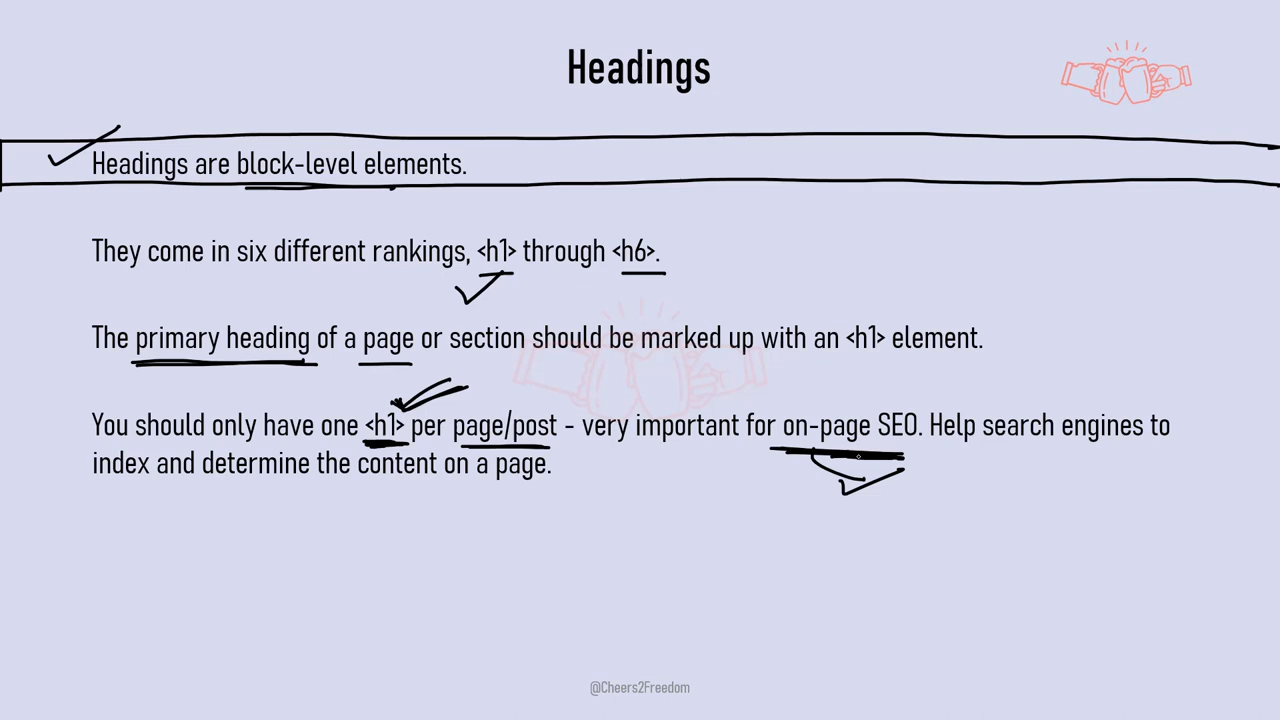 Headings
Headings are block-level elements.
They come in six different rankings, <h1> through <h6>.
The primary heading of a page or section should be marked up with an <h1> element.
You should only have one <h1> per page/post - very important for on-page SEO. Help search engines to
index and determine the content on a page.
@Cheers2Freedom